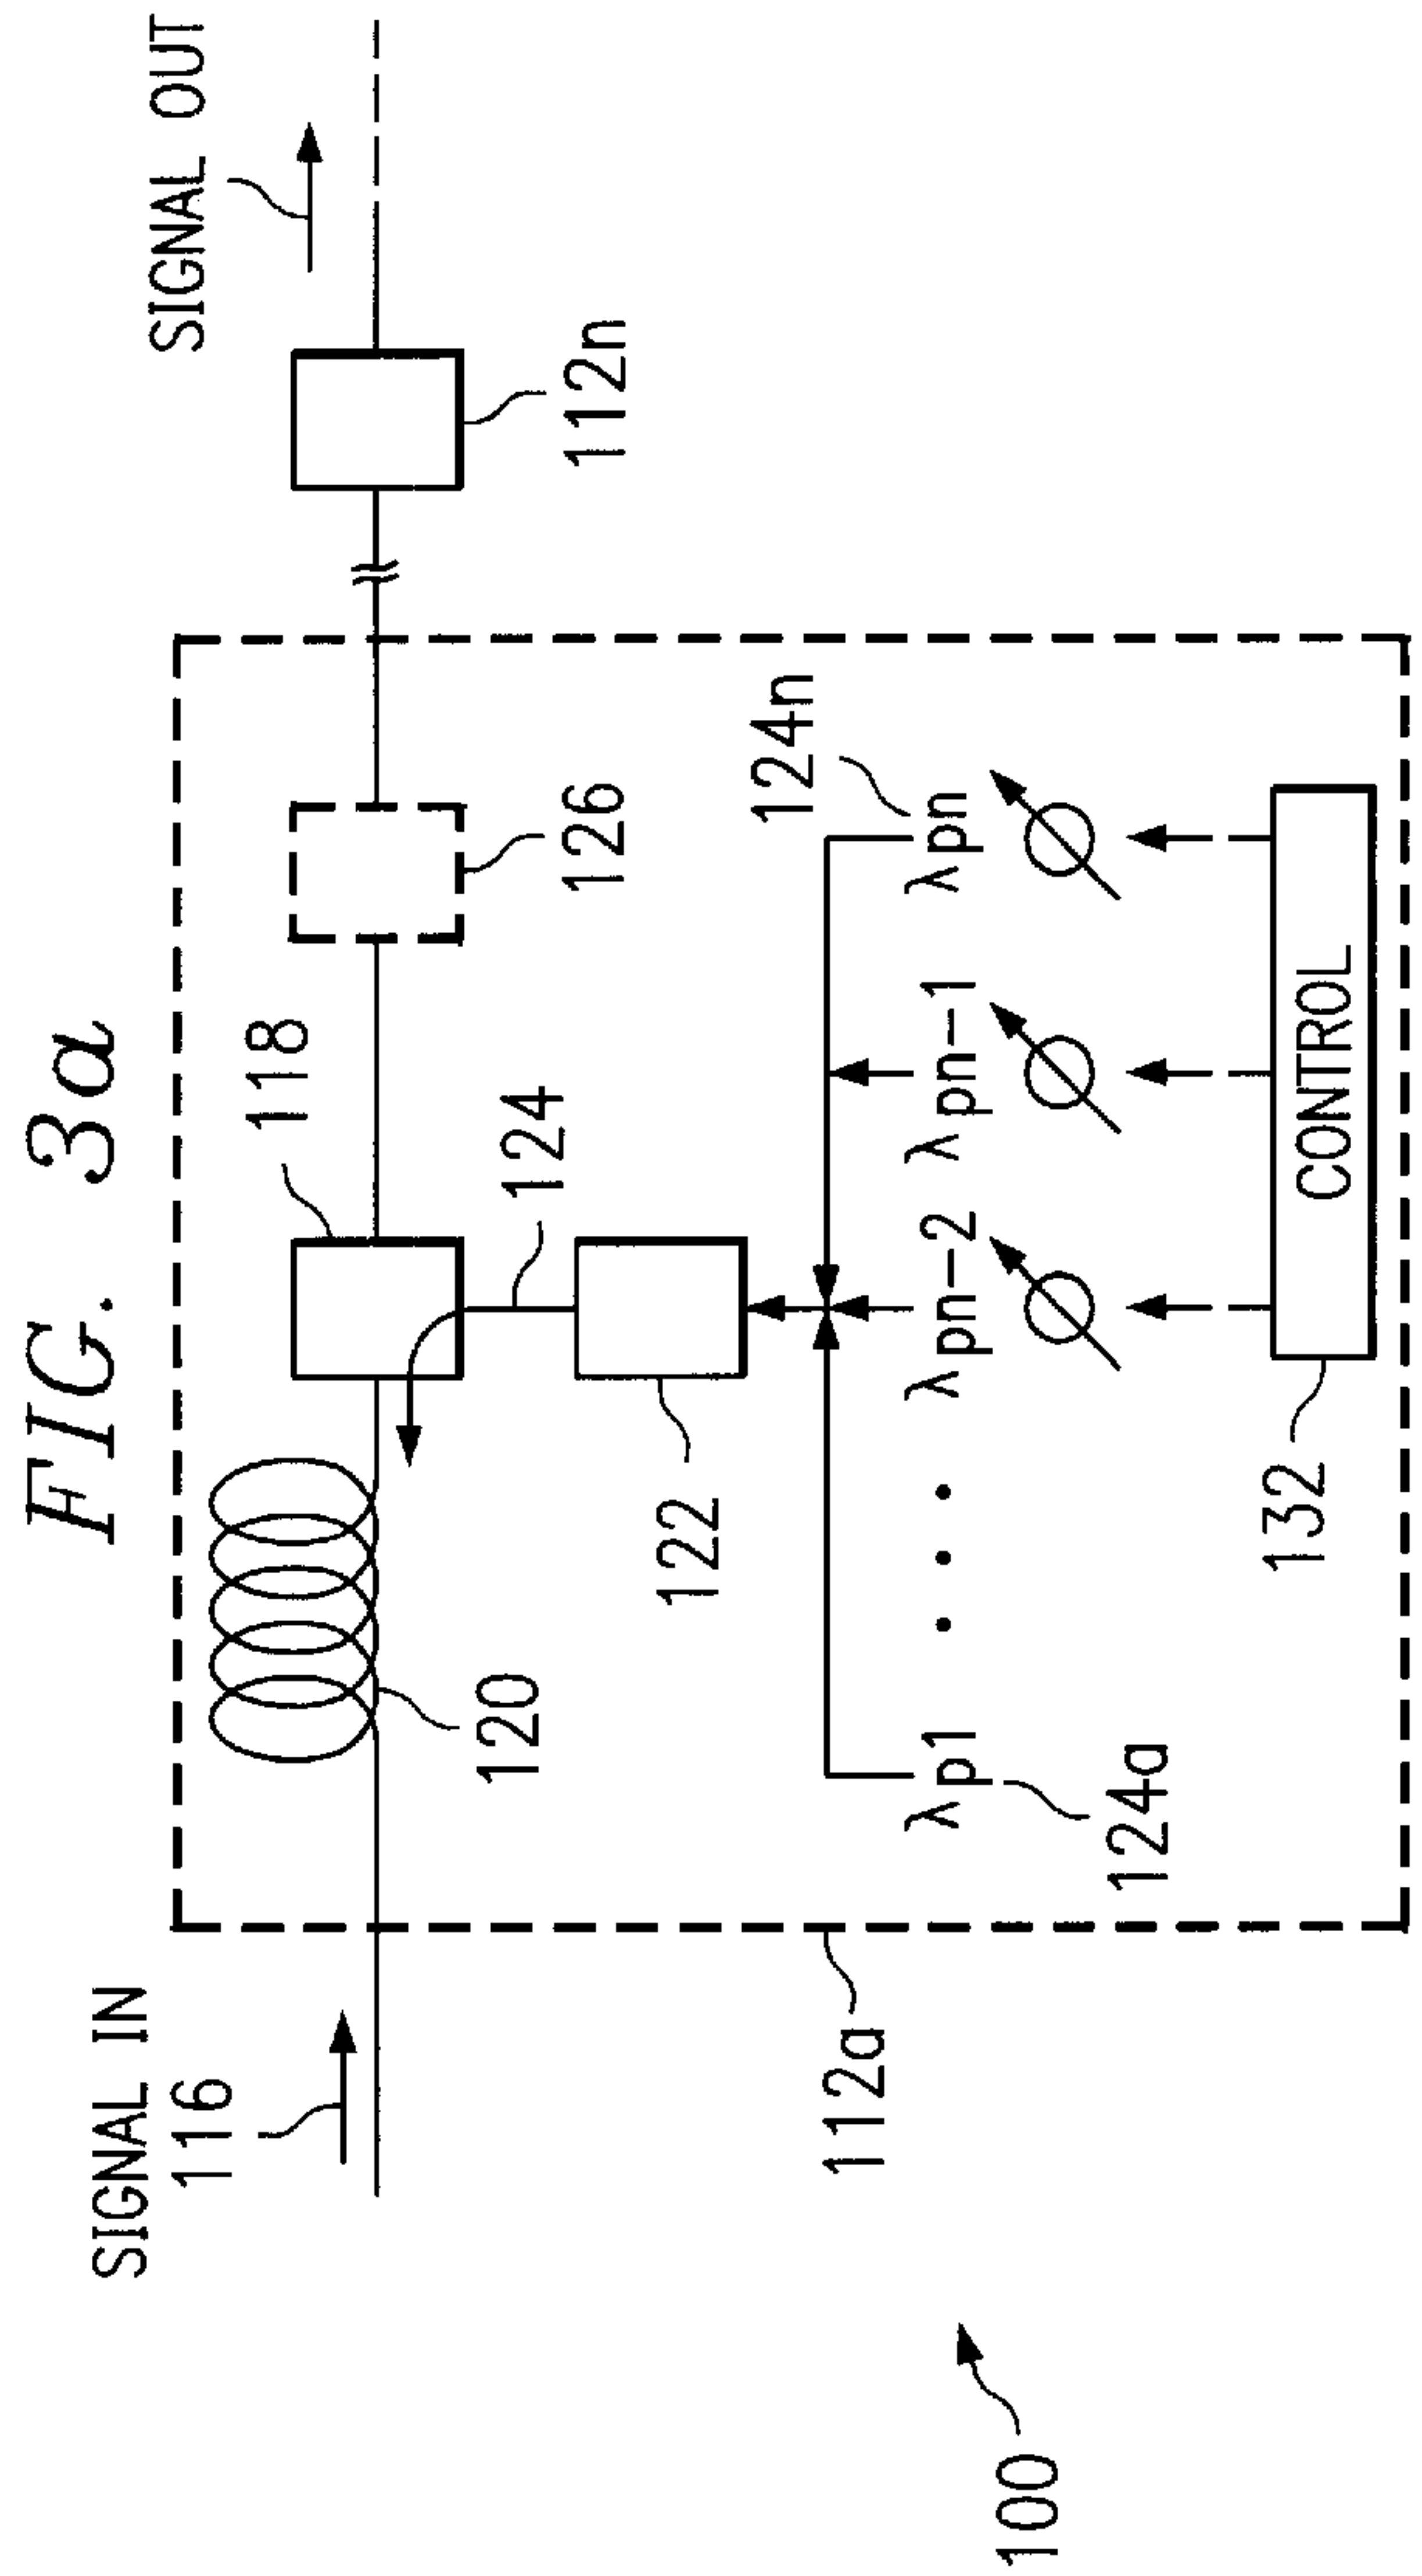 FIG. 3a
SIGNAL IN
116
SIGNAL OUT
118
126
112n
120
124
122
124n
λp1
λpn-2
λpn-1
λpn
124a
112a
132
CONTROL
100